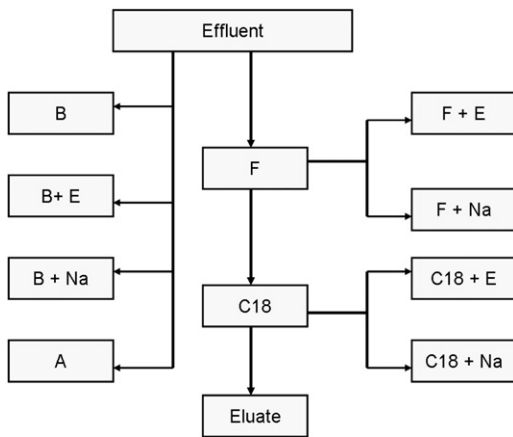 Effluent
B
B+ E
B + Na
A
F
F + E
F + Na
C18
C18 + E
C18 + Na
Eluate